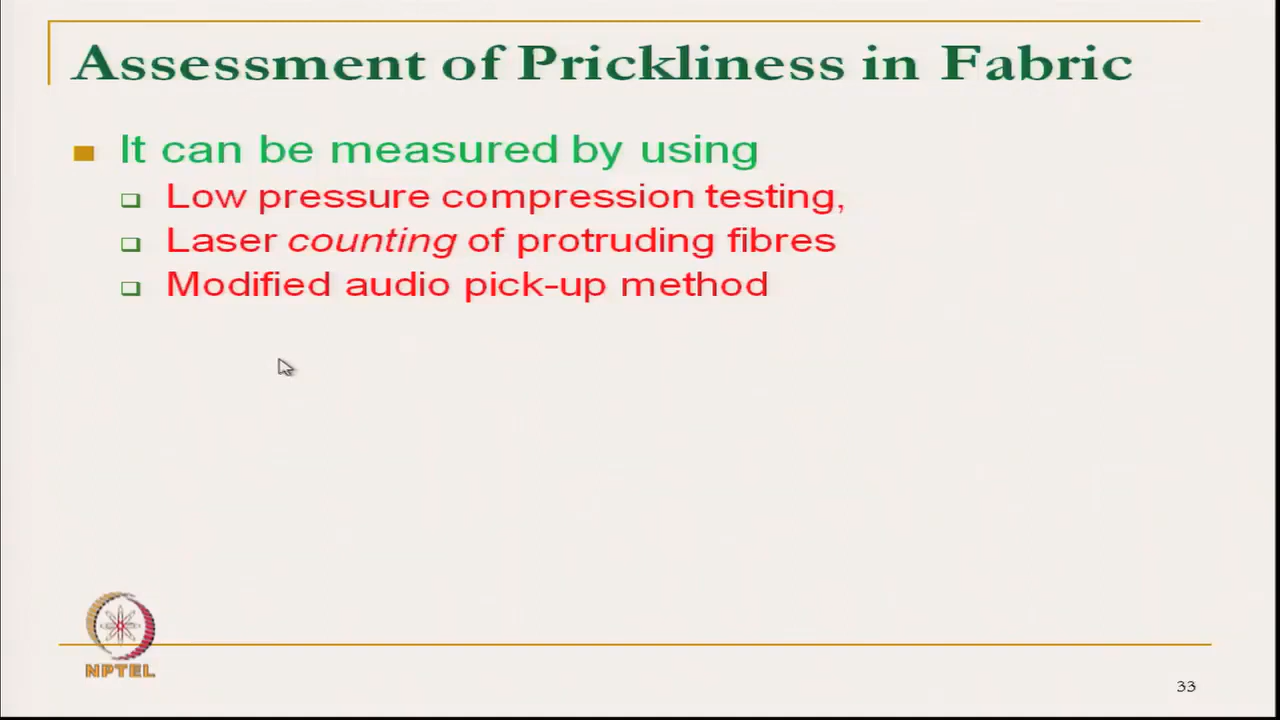 Assessment of Prickliness in Fabric
It can be measured by using
Low pressure compression testing,
Laser counting of protruding fibres
Modified audio pick-up method
NPTEL
33